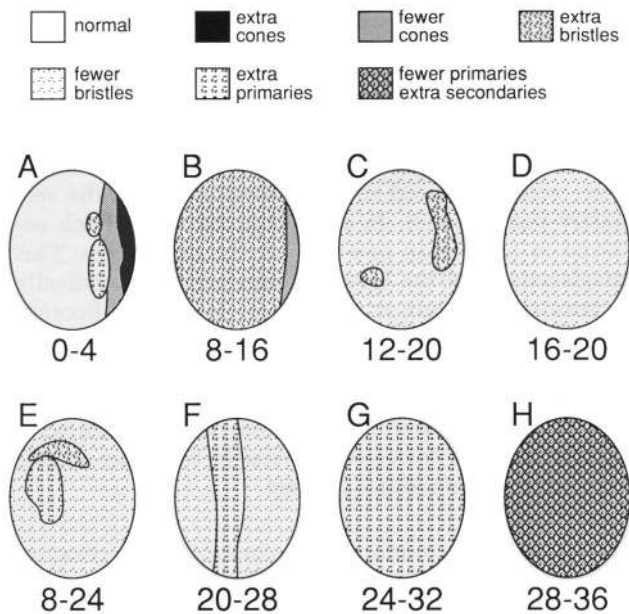 normal
extra
cones
fewer
cones
extra
bristles
fewer
bristles
extra
primaries
fewer primaries
extra secondaries
A B C D
0-4 8-16 12-20 16-20
E F G H
8-24 20-28 24-32 28-36